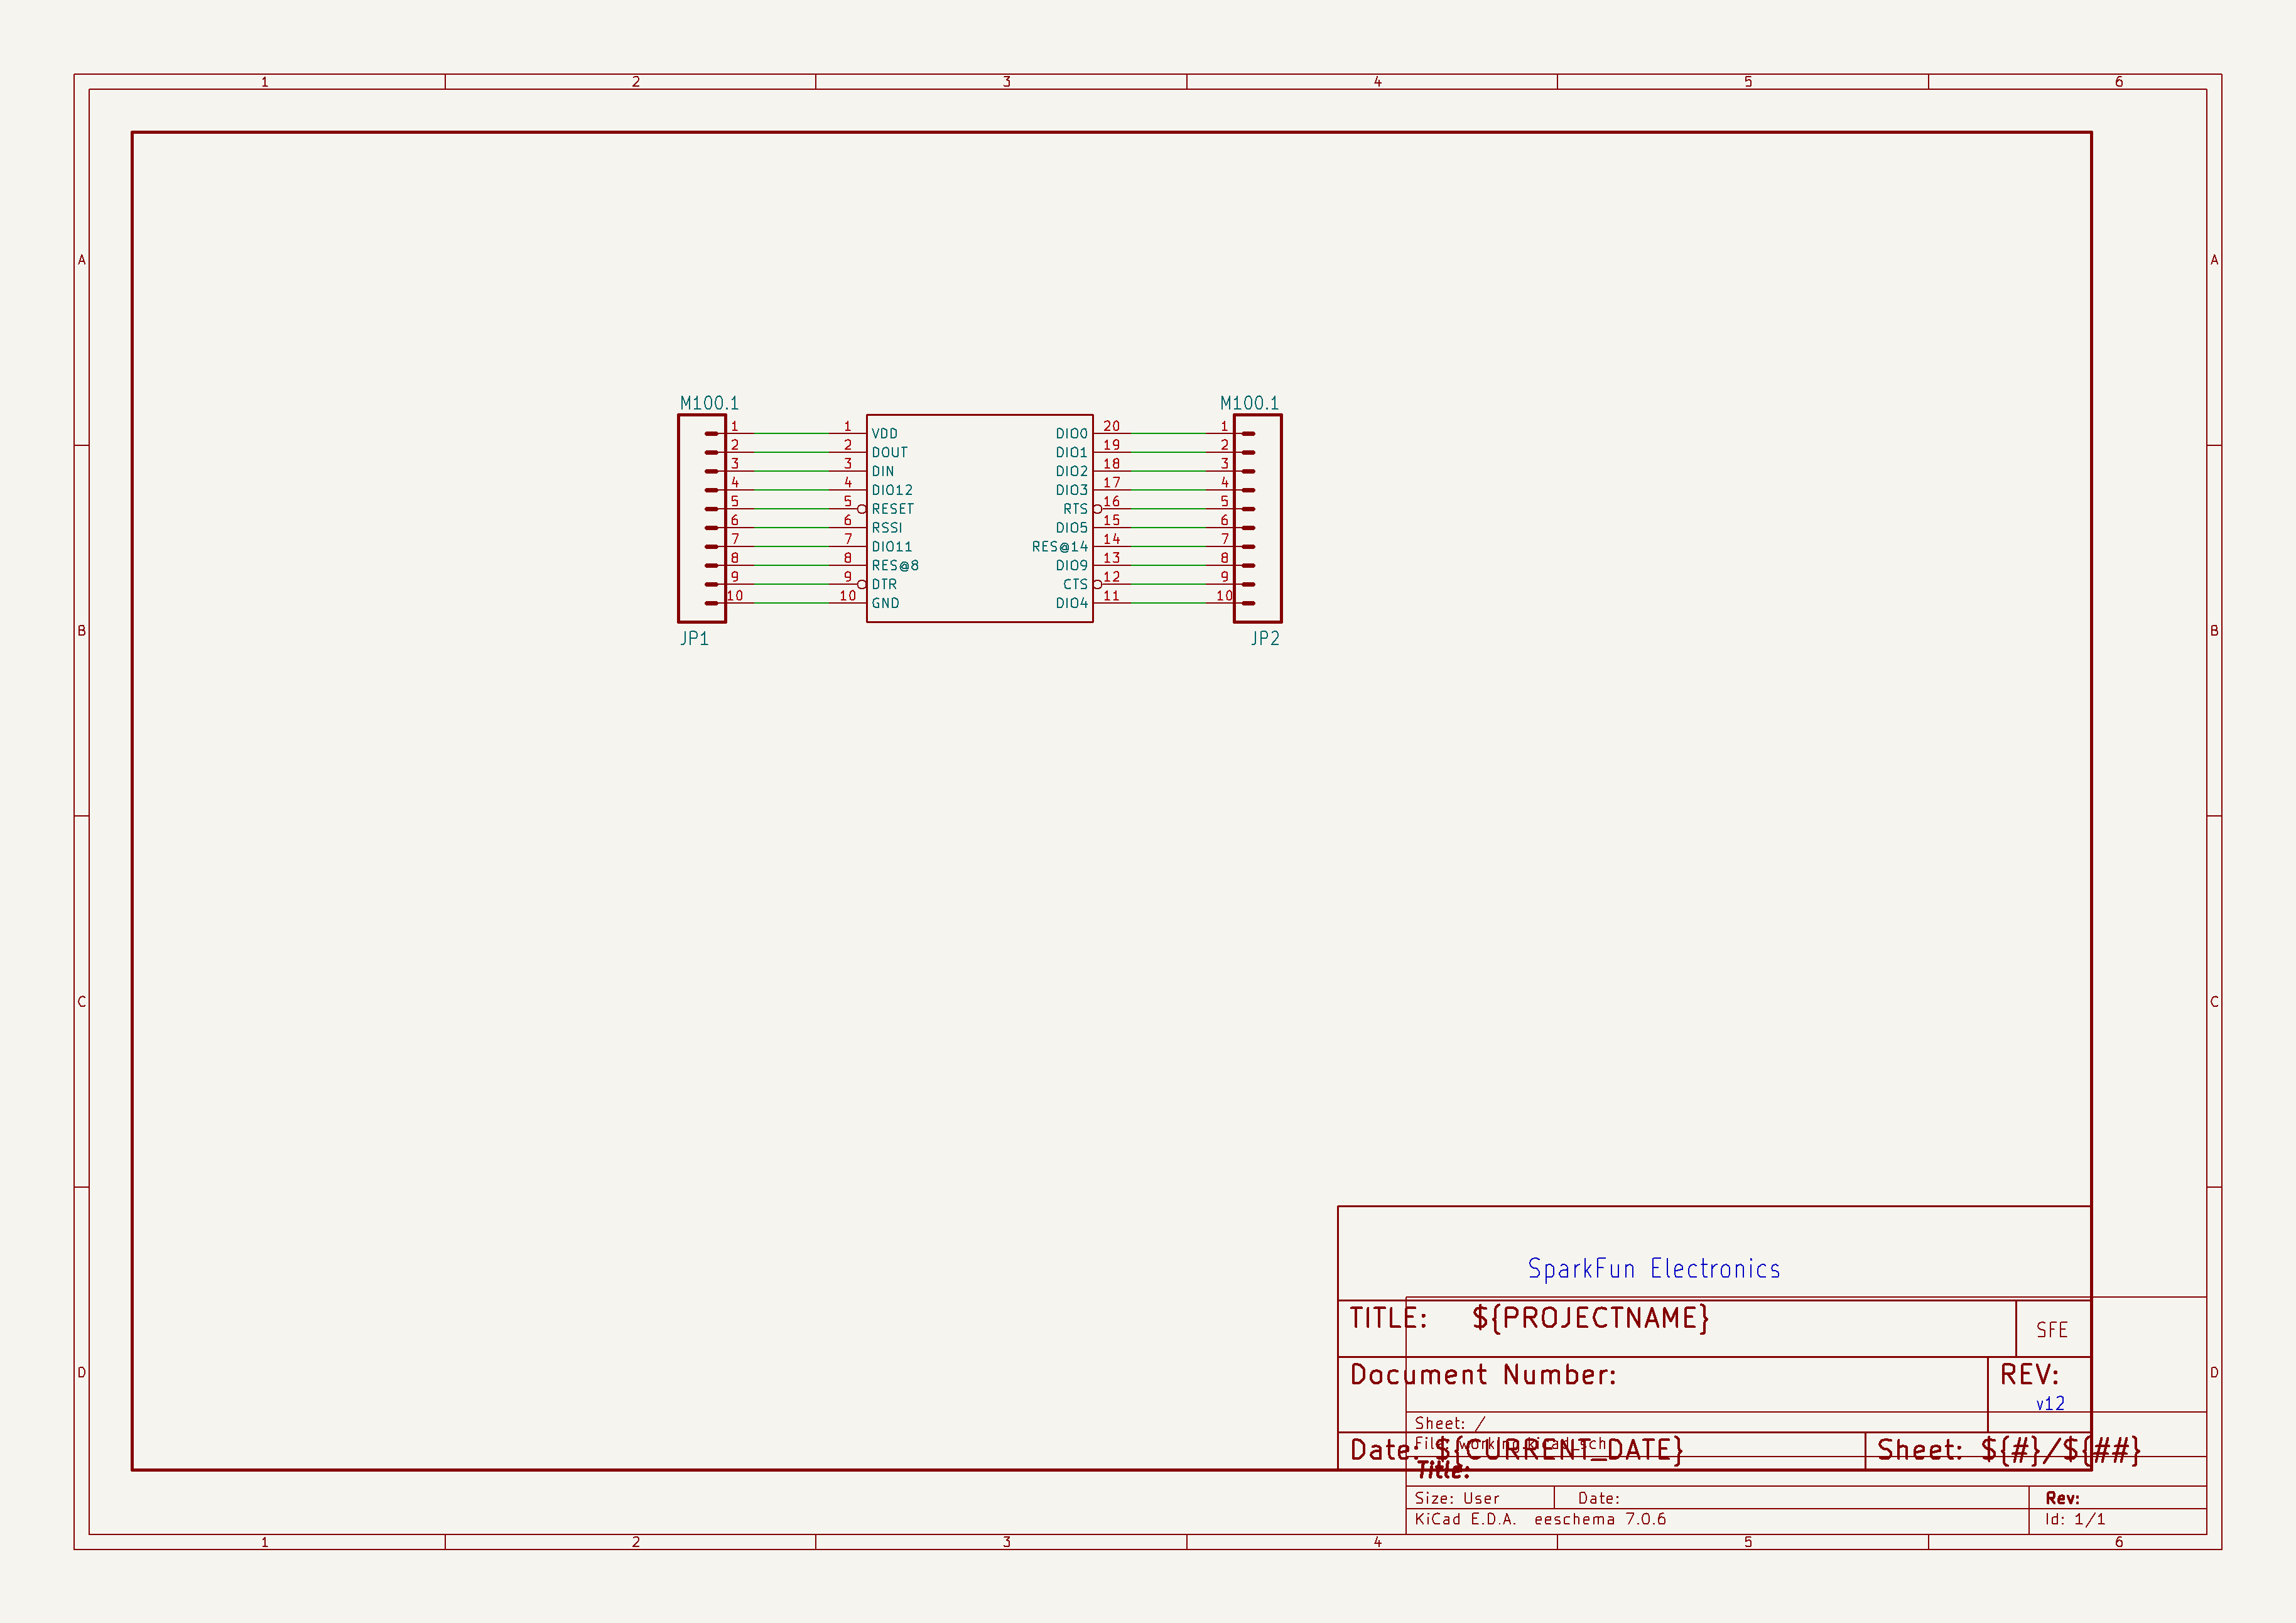 1 2 3 4 5 6
A A
M100.1 M100.1
1 1 VDD DIO0 20 1
2 2 DOUT DIO1 19 2
3 3 DIN DIO2 18 3
4 4 DIO12 DIO3 17 4
5 5 RESET RTS 16 5
6 6 RSSI DIO5 15 6
7 7 DIO11 RES@14 14 7
8 8 RES@8 DIO9 13 8
9 9 DTR CTS 12 9
10 10 GND DIO4 11 10
B B
JP1 JP2
C C
SparkFun Electronics
TITLE: ${PROJECTNAME}
SFE
D D
Document Number:
REV:
v12
Sheet: /
File: working.kicad_sch
Date: ${CURRENT_DATE}
Sheet: ${#}/${##}
Title:
Size: User Date: Rev:
KiCad E.D.A. eeschema 7.0.6 Id: 1/1
1 2 3 4 5 6